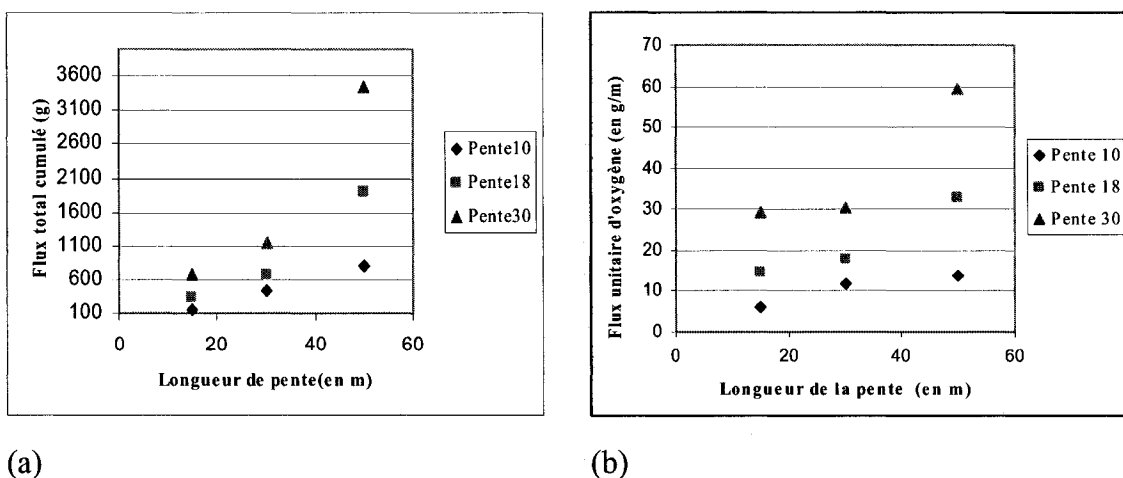 3600
3100
2600
2100
1600
1100
600
100
Flux total cumulé (g)
0 20 40 60
Longueur de pente(en m)
Pente10
Pente18
Pente30
(a)
70
60
50
40
30
20
10
0
Flux unitaire d'oxygène (en g/m)
0 20 40 60
Longueur de la pente (en m)
Pente 10
Pente 18
Pente 30
(b)